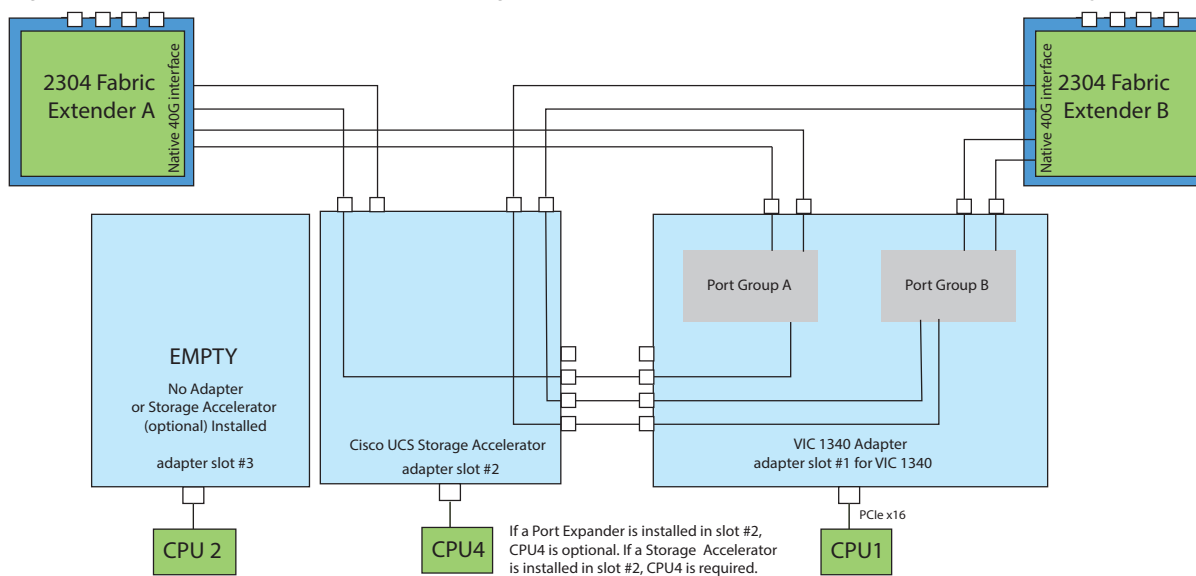 2304 Fabric
Extender A
Native 40G interface
Native 40G interface
2304 Fabric
Extender B
EMPTY
No Adapter
or Storage Accelerator
(optional) Installed
adapter slot #3
Cisco UCS Storage Accelerator
adapter slot #2
Port Group A
Port Group B
VIC 1340 Adapter
adapter slot #1 for VIC 1340
PCIe x16
CPU 2
CPU4
If a Port Expander is installed in slot #2,
CPU4 is optional. If a Storage Accelerator
is installed in slot #2, CPU4 is required.
CPU1